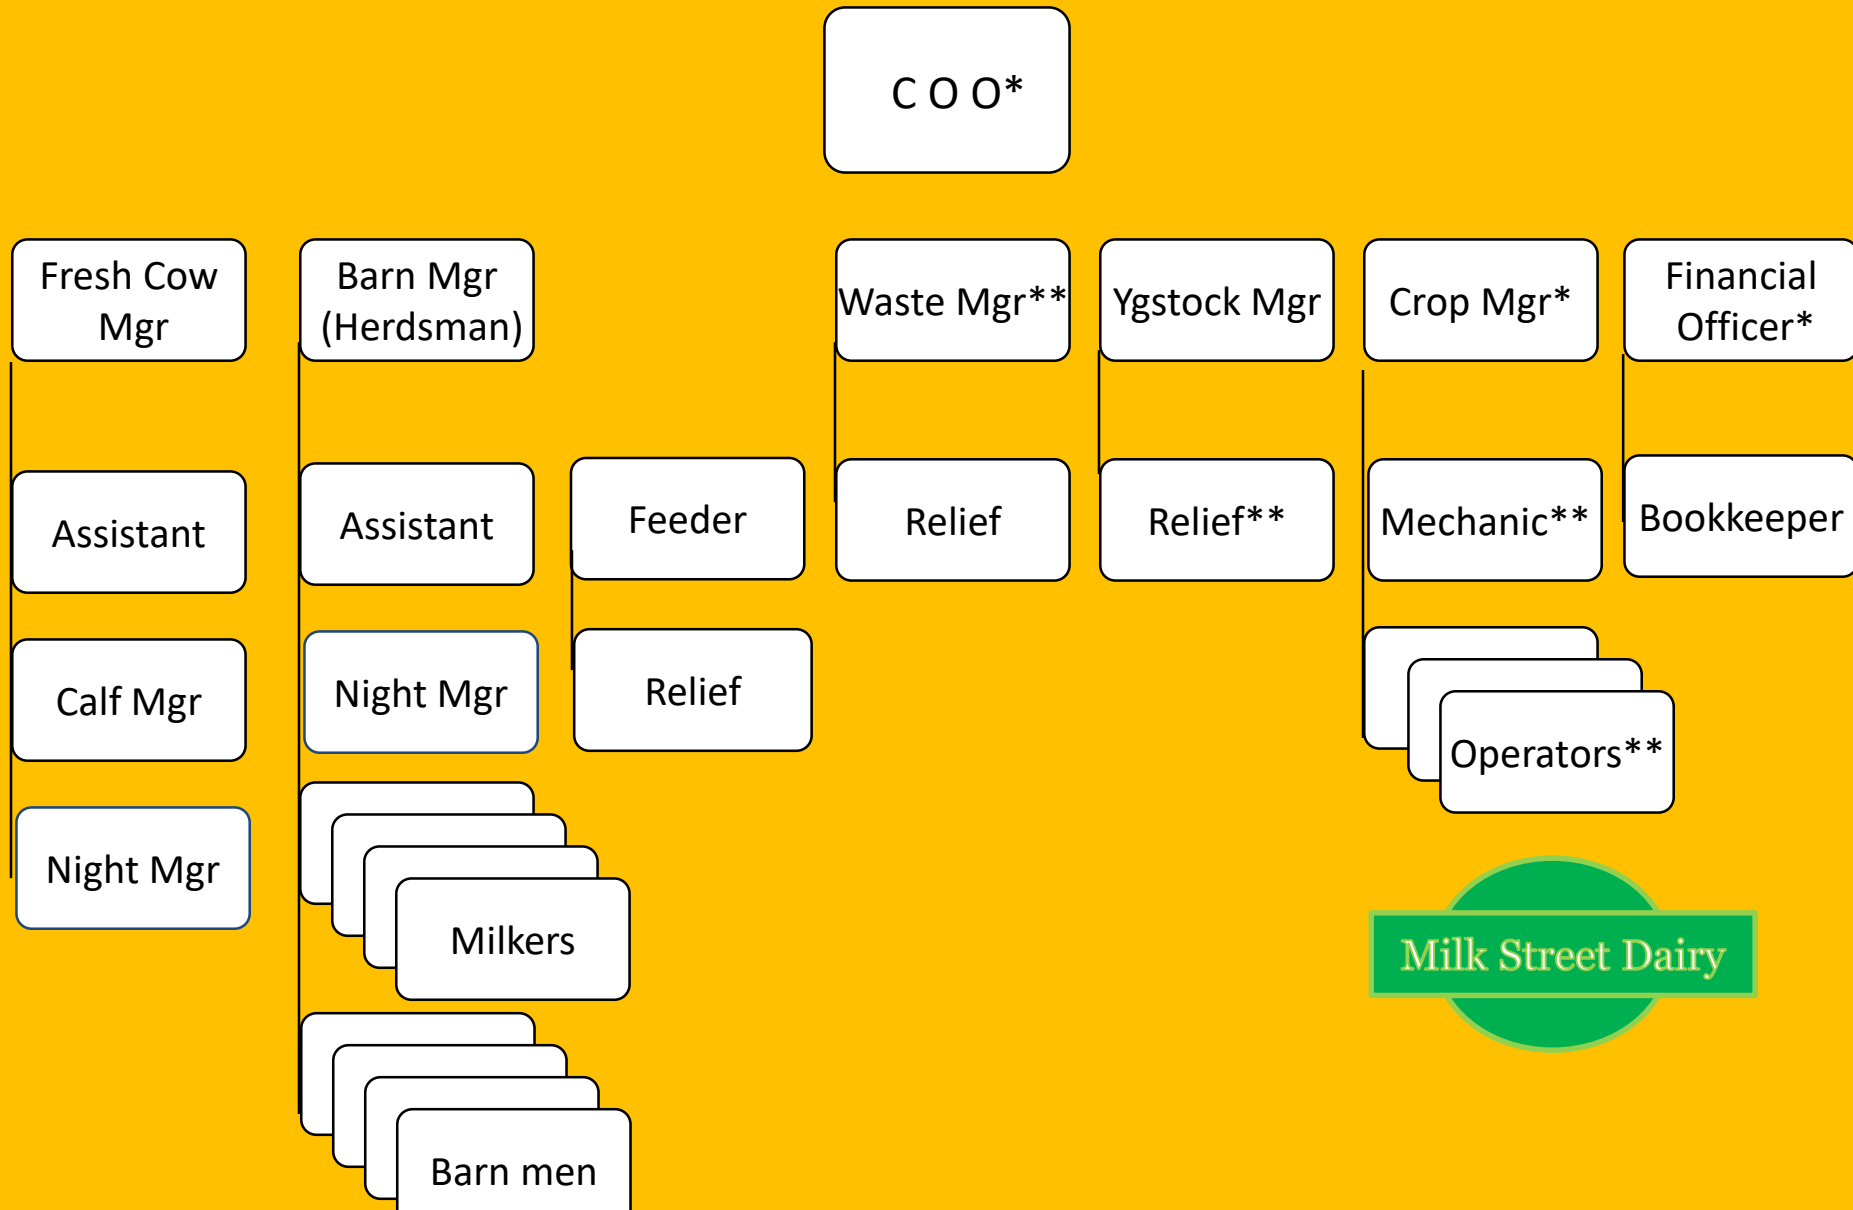 C O O*
Fresh Cow
Mgr
Barn Mgr
(Herdsman)
Waste Mgr**
Ygstock Mgr
Crop Mgr*
Financial
Officer*
Assistant
Assistant
Feeder
Relief
Relief**
Mechanic**
Bookkeeper
Calf Mgr
Night Mgr
Relief
Operators**
Night Mgr
Milkers
Milk Street Dairy
Barn men